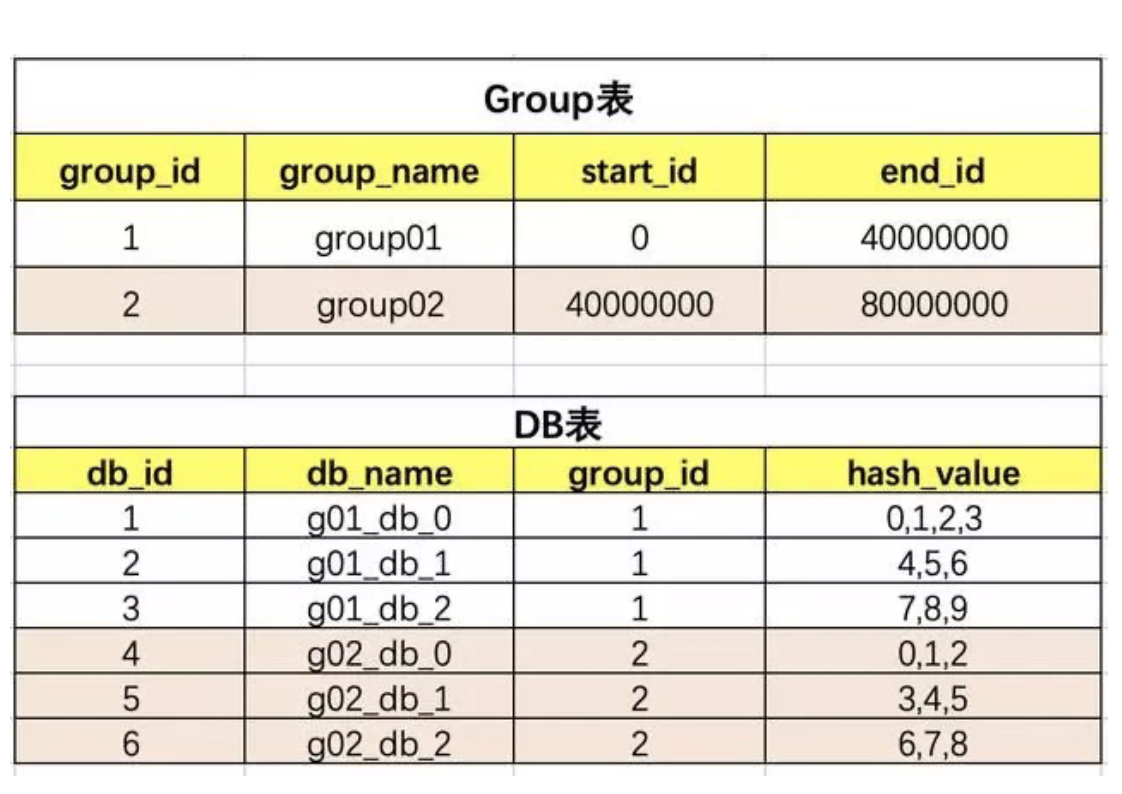 Group表
group_id group_name start_id end_id
1 group01 0 40000000
2 group02 40000000 80000000
DB表
db_id db_name group_id hash_value
1 g01_db_0 1 0,1,2,3
2 g01_db_1 1 4,5,6
3 g01_db_2 1 7,8,9
4 g02_db_0 2 0,1,2
5 g02_db_1 2 3,4,5
6 g02_db_2 2 6,7,8